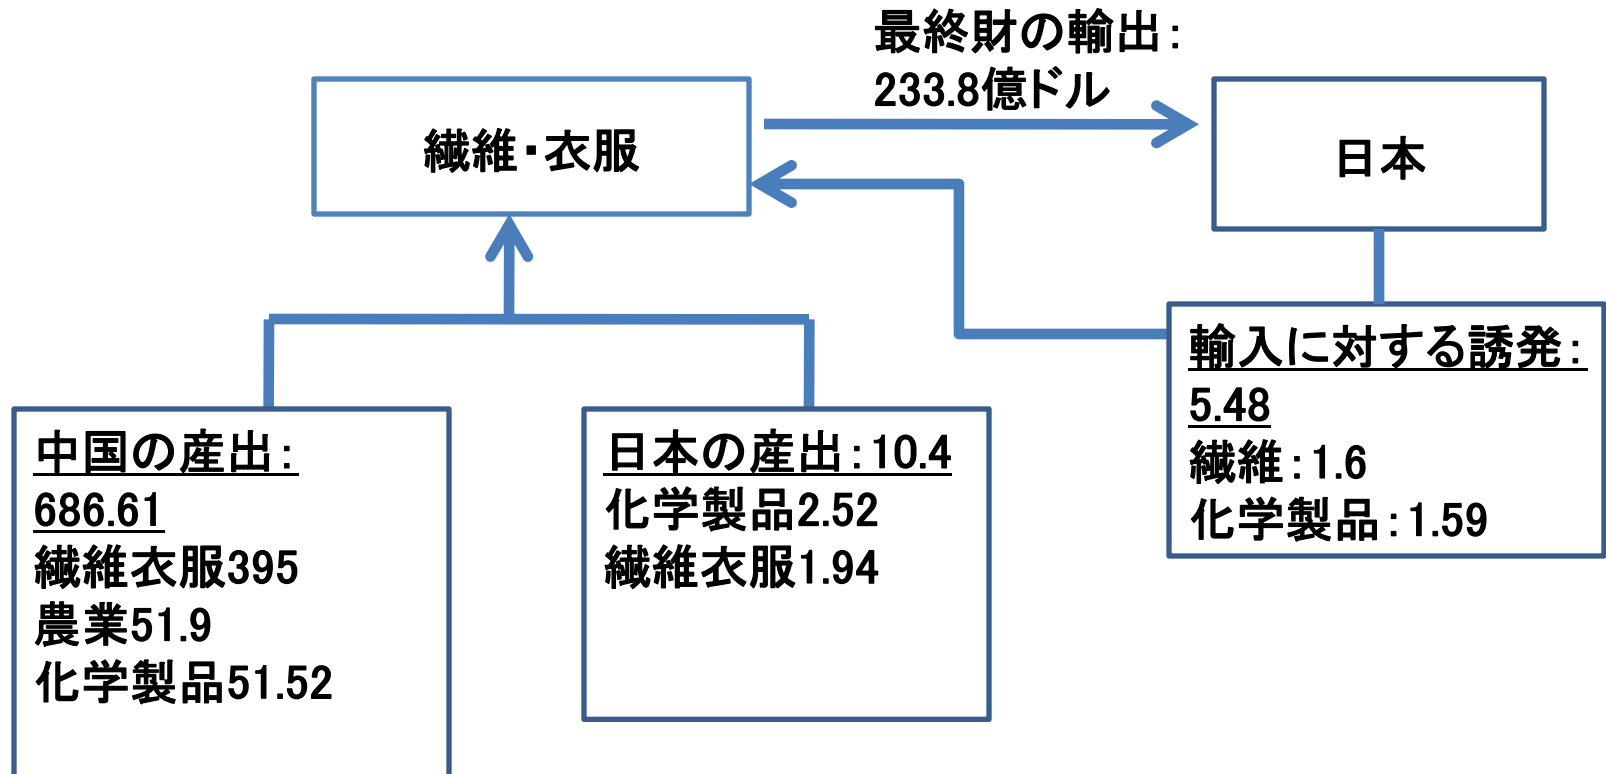 最終財の輸出：
233.8億ドル
繊維・衣服
日本
輸入に対する誘発：
5.48
繊維：1.6
化学製品：1.59
中国の産出：
686.61
繊維衣服395
農業51.9
化学製品51.52
日本の産出：10.4
化学製品2.52
繊維衣服1.94